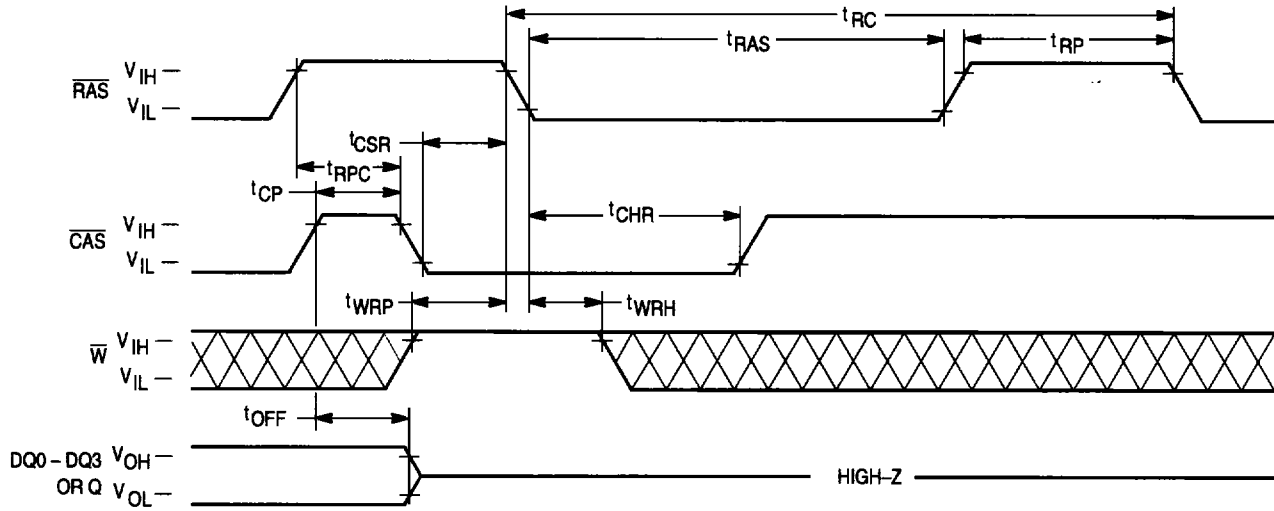 tRC
tRAS
tRP
RAS VIH
VIL
tCSR
tRPC
tCP
tCHR
CAS VIH
VIL
tWRP
tWRH
W VIH
VIL
tOFF
DQ0 – DQ3 VOH
OR Q VOL
HIGH–Z